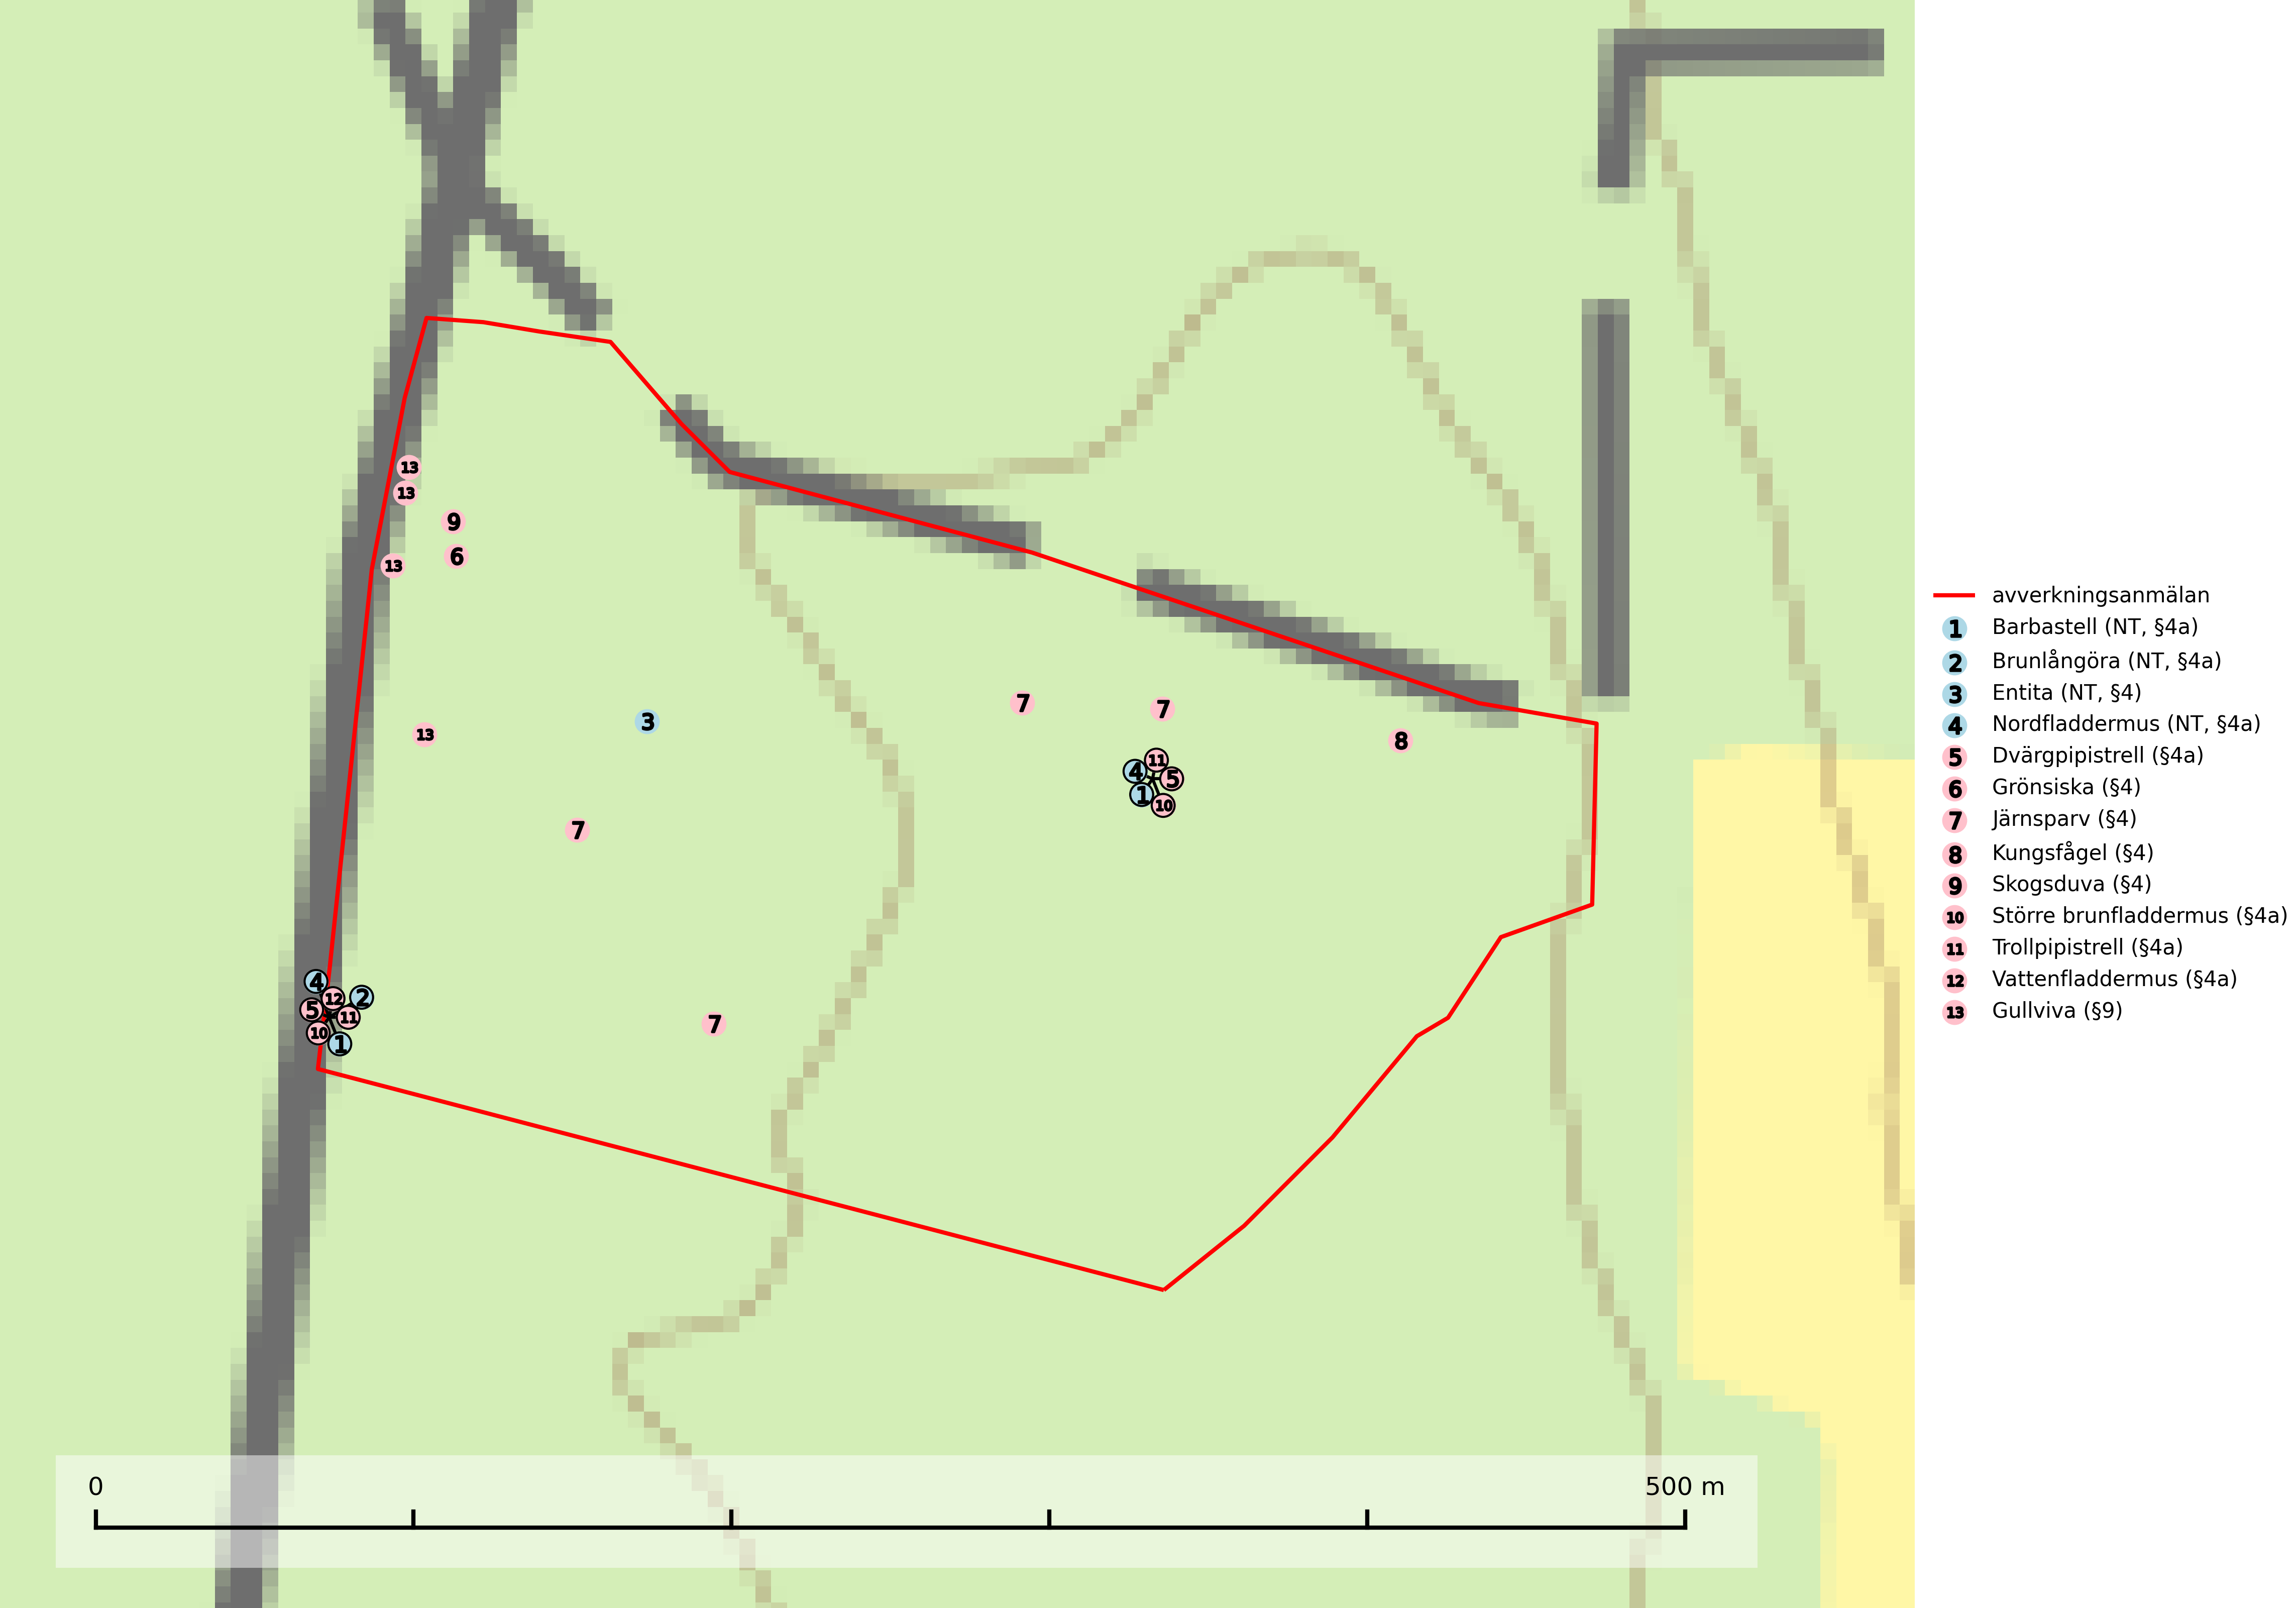 13
13
9
6
13
7
7
3
13
8
11
4
5
1
10
7
4
12
2
5
11
10
1
7
avverkningsanmälan
1 Barbastell (NT, §4a)
2 Brunlångöra (NT, §4a)
3 Entita (NT, §4)
4 Nordfladdermus (NT, §4a)
5 Dvärgpipistrell (§4a)
6 Grönsiska (§4)
7 Järnsparv (§4)
8 Kungsfågel (§4)
9 Skogsduva (§4)
10 Större brunfladdermus (§4a)
11 Trollpipistrell (§4a)
12 Vattenfladdermus (§4a)
13 Gullviva (§9)
0 500 m